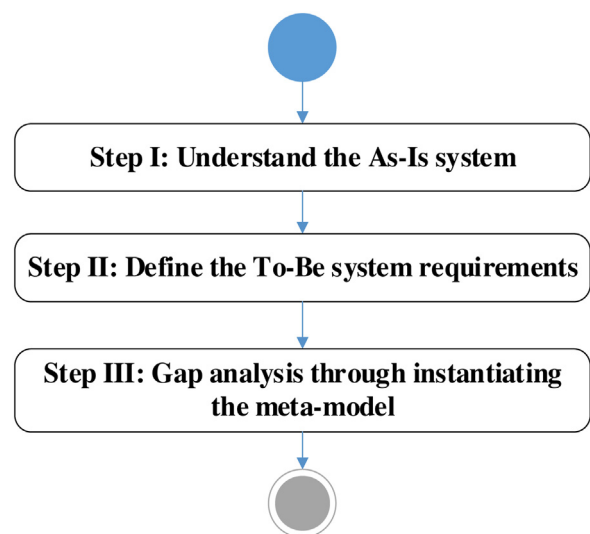 Step I: Understand the As-Is system
Step II: Define the To-Be system requirements
Step III: Gap analysis through instantiating
the meta-model